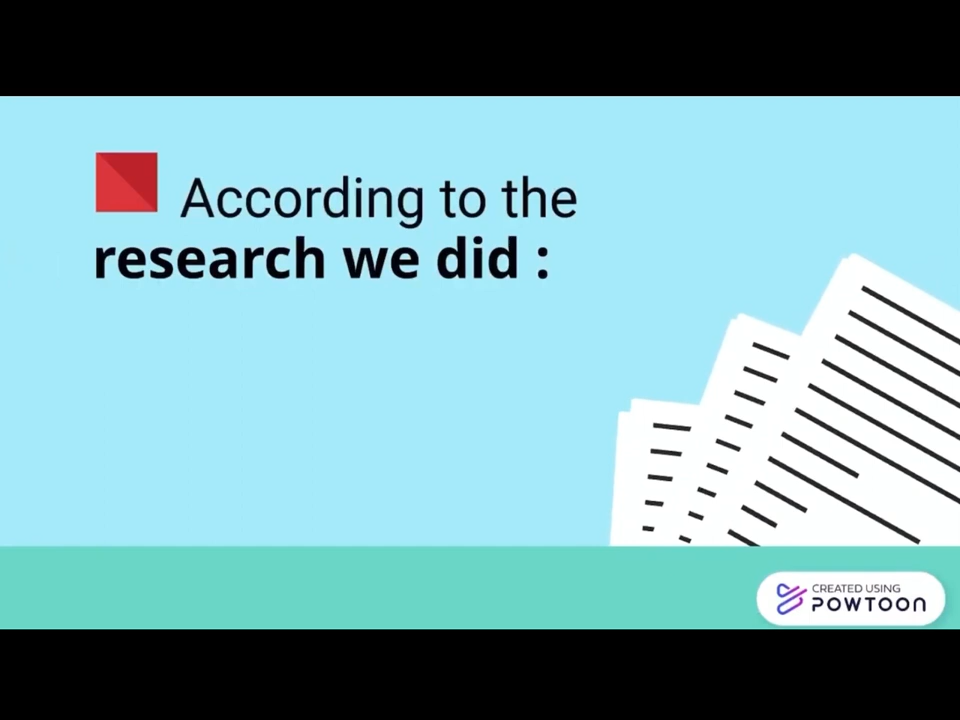 According to the
research we did :
CREATED USING
POWTOON